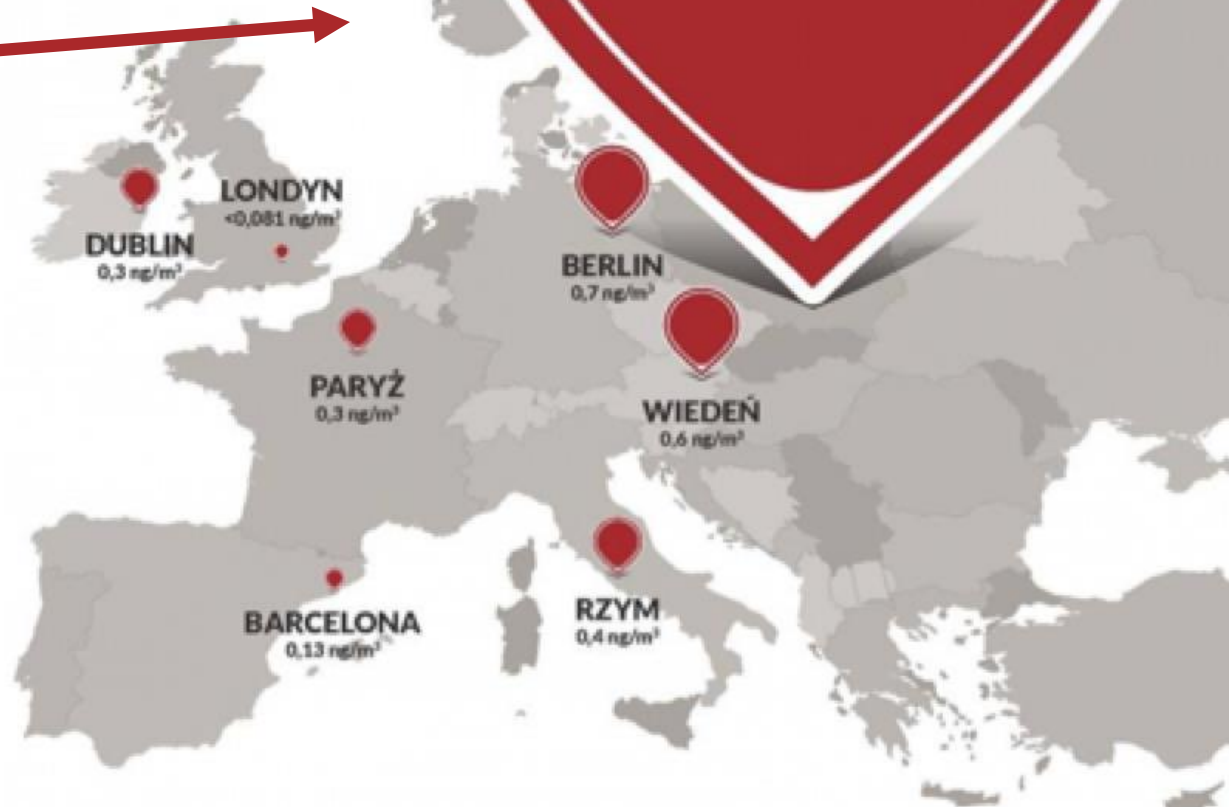 LONDYN
<0,081 ng/m³
DUBLIN
0,3 ng/m³
BERLIN
0,7 ng/m³
PARYŻ
0,3 ng/m³
WIEDEŃ
0,6 ng/m³
BARCELONA
0,13 ng/m³
RZYM
0,4 ng/m³